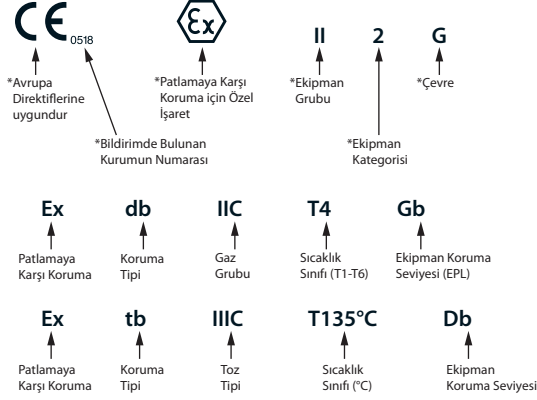 CE 0518 Ex II 2 G
*Avrupa Direktiflerine uygundur
*Patlamaya Karşı Koruma için Özel İşaret
*Ekipman Grubu
*Çevre
*Bildirimde Bulunan Kurumun Numarası
*Ekipman Kategorisi
Ex db IIC T4 Gb
Patlamaya Karşı Koruma
Koruma Tipi
Gaz Grubu
Sıcaklık Sınıfı (T1-T6)
Ekipman Koruma Seviyesi (EPL)
Ex tb IIIC T135°C Db
Patlamaya Karşı Koruma
Koruma Tipi
Toz Tipi
Sıcaklık Sınıfı (°C)
Ekipman Koruma Seviyesi